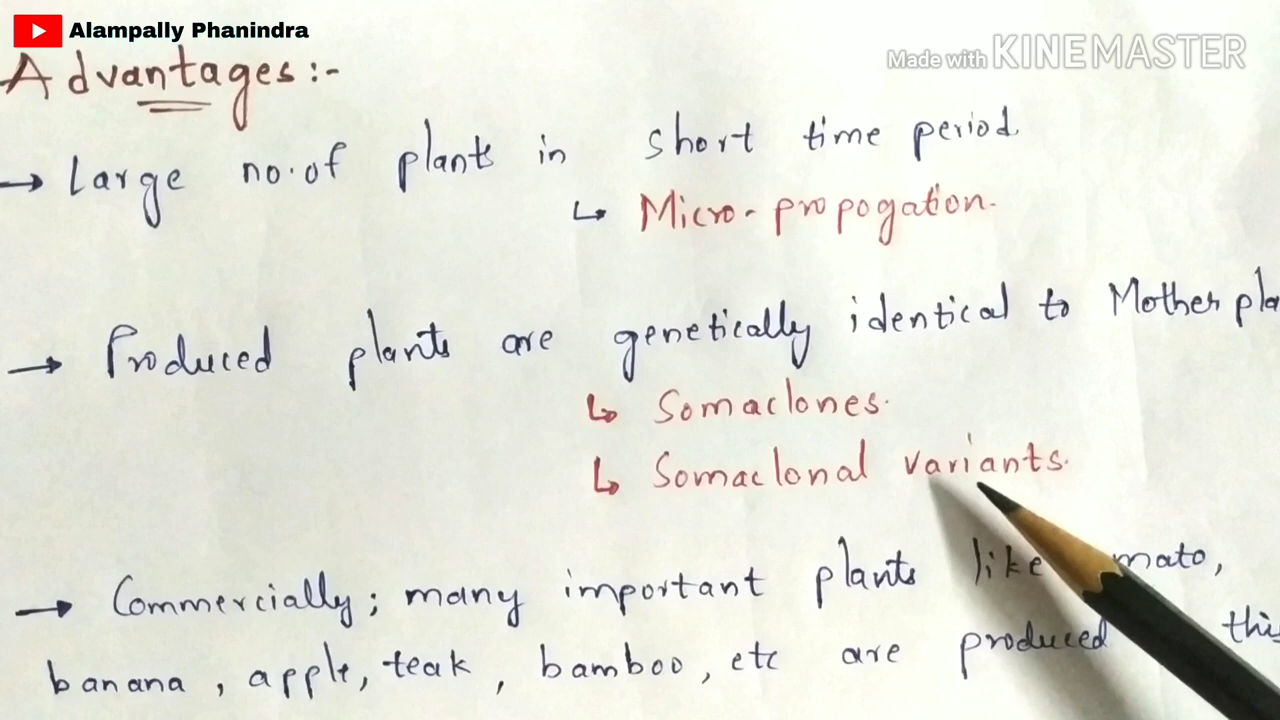 Alampally Phanindra
Made with KINEMASTER
Advantages:-
→ Large no.of plants in short time period.
↳ Micro-propogation.
→ Produced plants are genetically identical to Mother pla
↳ Somaclones.
↳ Somaclonal variants.
→ Commercially; many important plants like mato,
banana, apple, teak, bamboo, etc are produced this